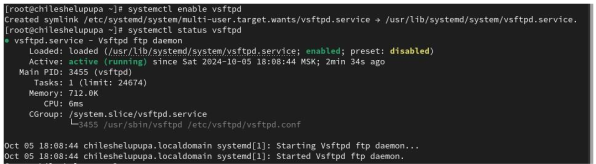 [root@chileshelupupa ~]# systemctl enable vsftpd
Created symlink /etc/systemd/system/multi-user.target.wants/vsftpd.service → /usr/lib/systemd/system/vsftpd.service.
[root@chileshelupupa ~]# systemctl status vsftpd
● vsftpd.service - Vsftpd ftp daemon
Loaded: loaded (/usr/lib/systemd/system/vsftpd.service; enabled; preset: disabled)
Active: active (running) since Sat 2024-10-05 18:08:44 MSK; 2min 34s ago
Main PID: 3455 (vsftpd)
Tasks: 1 (limit: 24674)
Memory: 712.0K
CPU: 6ms
CGroup: /system.slice/vsftpd.service
└─3455 /usr/sbin/vsftpd /etc/vsftpd/vsftpd.conf
Oct 05 18:08:44 chileshelupupa.localdomain systemd[1]: Starting Vsftpd ftp daemon...
Oct 05 18:08:44 chileshelupupa.localdomain systemd[1]: Started Vsftpd ftp daemon.